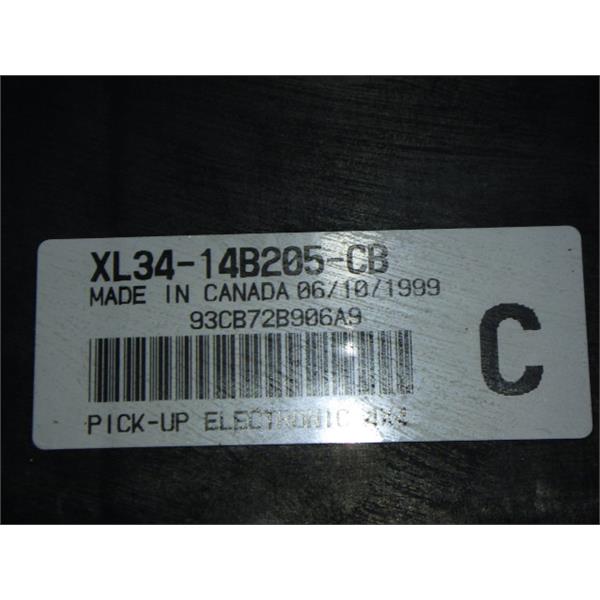 XL34-14B205-CB
MADE IN CANADA 06/10/1999
93CB72B906A9
C
PICK-UP ELECTRONIC 4X4